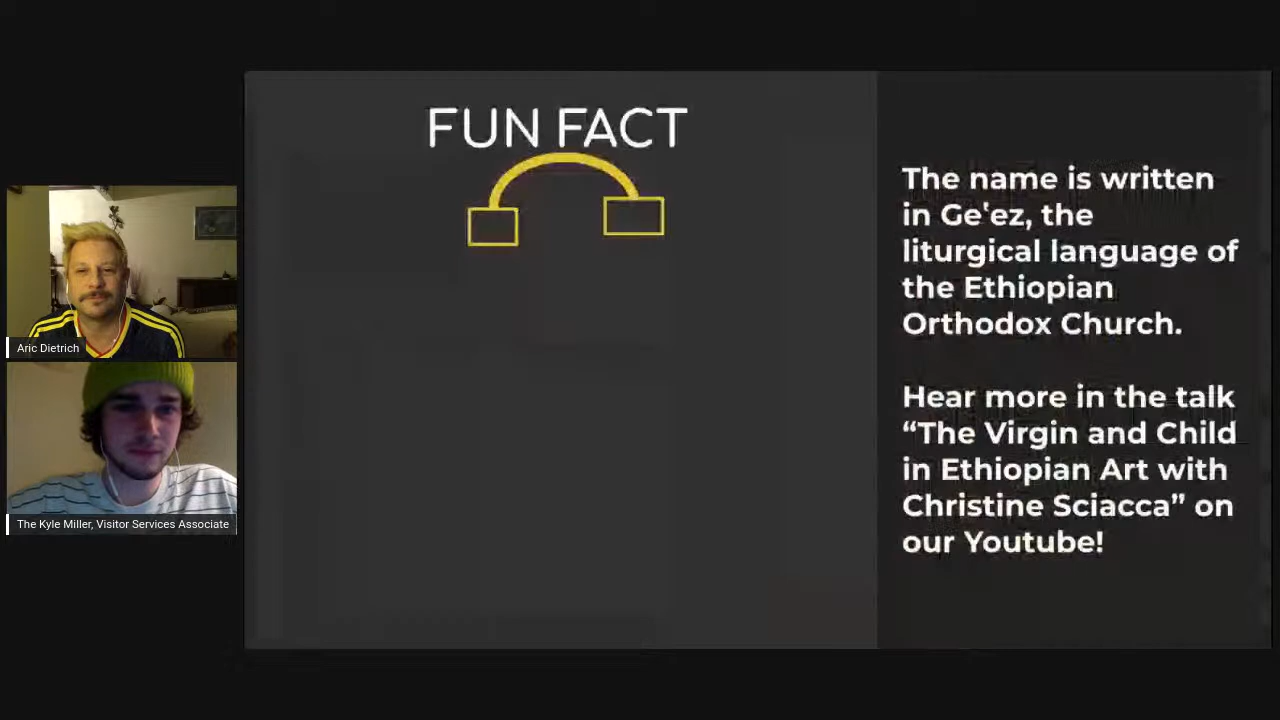 FUN FACT
The name is written
in Ge‛ez, the
liturgical language of
the Ethiopian
Orthodox Church.
Hear more in the talk
“The Virgin and Child
in Ethiopian Art with
Christine Sciacca” on
our Youtube!
Aric Dietrich
The Kyle Miller, Visitor Services Associate